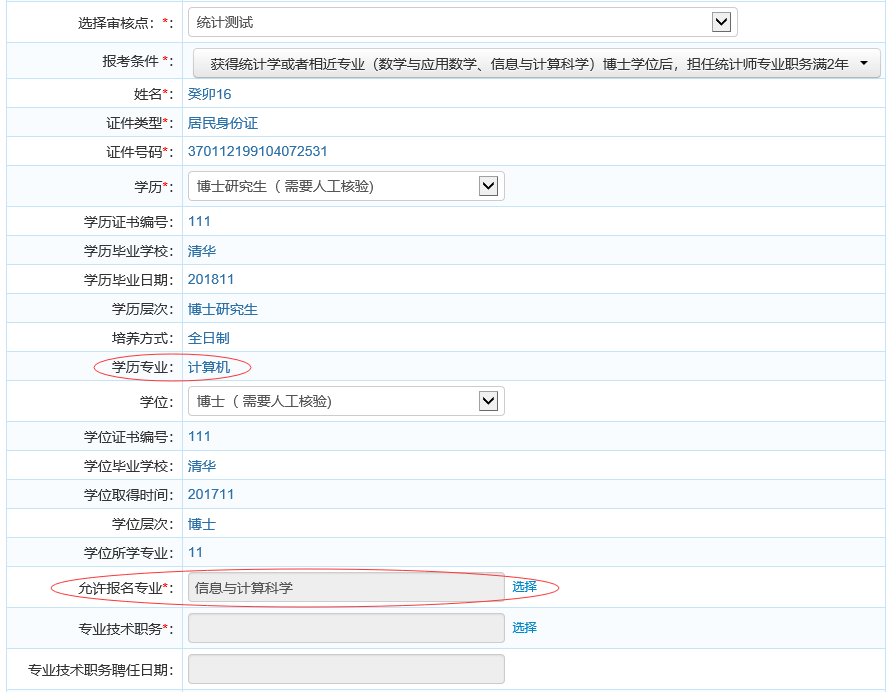 选择审核点：*： 统计测试
报考条件 *： 获得统计学或者相近专业（数学与应用数学、信息与计算科学）博士学位后，担任统计师专业职务满2年
姓名*： 癸卯16
证件类型*： 居民身份证
证件号码*： 370112199104072531
学历*： 博士研究生（ 需要人工核验)
学历证书编号： 111
学历毕业学校： 清华
学历毕业日期： 201811
学历层次： 博士研究生
培养方式： 全日制
学历专业： 计算机
学位： 博士（ 需要人工核验)
学位证书编号： 111
学位毕业学校： 清华
学位取得时间： 201711
学位层次： 博士
学位所学专业： 11
允许报名专业*： 信息与计算科学 选择
专业技术职务*： 选择
专业技术职务聘任日期：